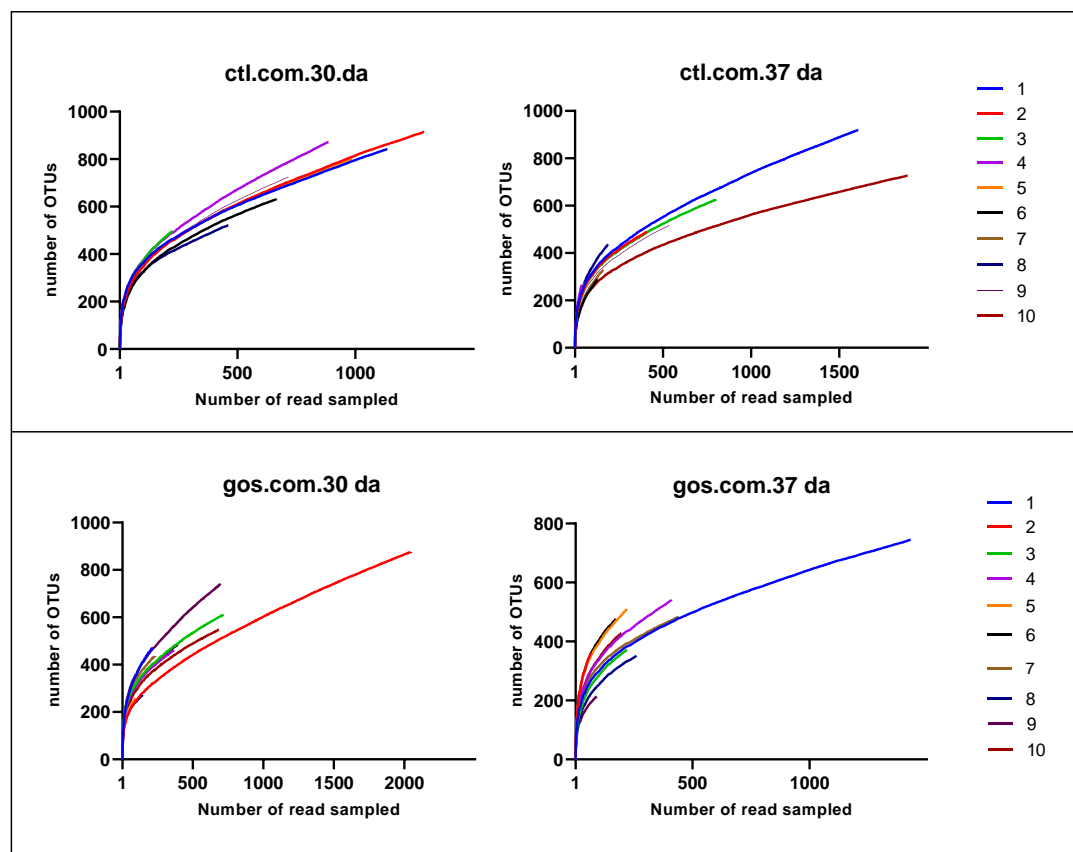 ctl.com.30.da
number of OTUs
1000
800
600
400
200
0
1 500 1000
Number of read sampled
ctl.com.37 da
number of OTUs
1000
800
600
400
200
0
1 500 1000 1500
Number of read sampled
1
2
3
4
5
6
7
8
9
10
gos.com.30 da
number of OTUs
1000
800
600
400
200
0
1 500 1000 1500 2000
Number of read sampled
gos.com.37 da
number of OTUs
800
600
400
200
0
1 500 1000
Number of read sampled
1
2
3
4
5
6
7
8
9
10